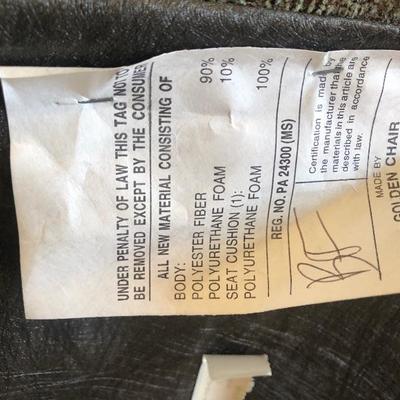 UNDER PENALTY OF LAW THIS TAG NOT TO
BE REMOVED EXCEPT BY THE CONSUMER
ALL NEW MATERIAL CONSISTING OF
BODY:
POLYESTER FIBER 90%
POLYURETHANE FOAM 10%
SEAT CUSHION (1):
POLYURETHANE FOAM 100%
REG. NO. PA 24300 (MS)
Certification is made by
the manufacturer that the
materials in this article are
described in accordance
with law.
MADE BY
GOLDEN CHAIR